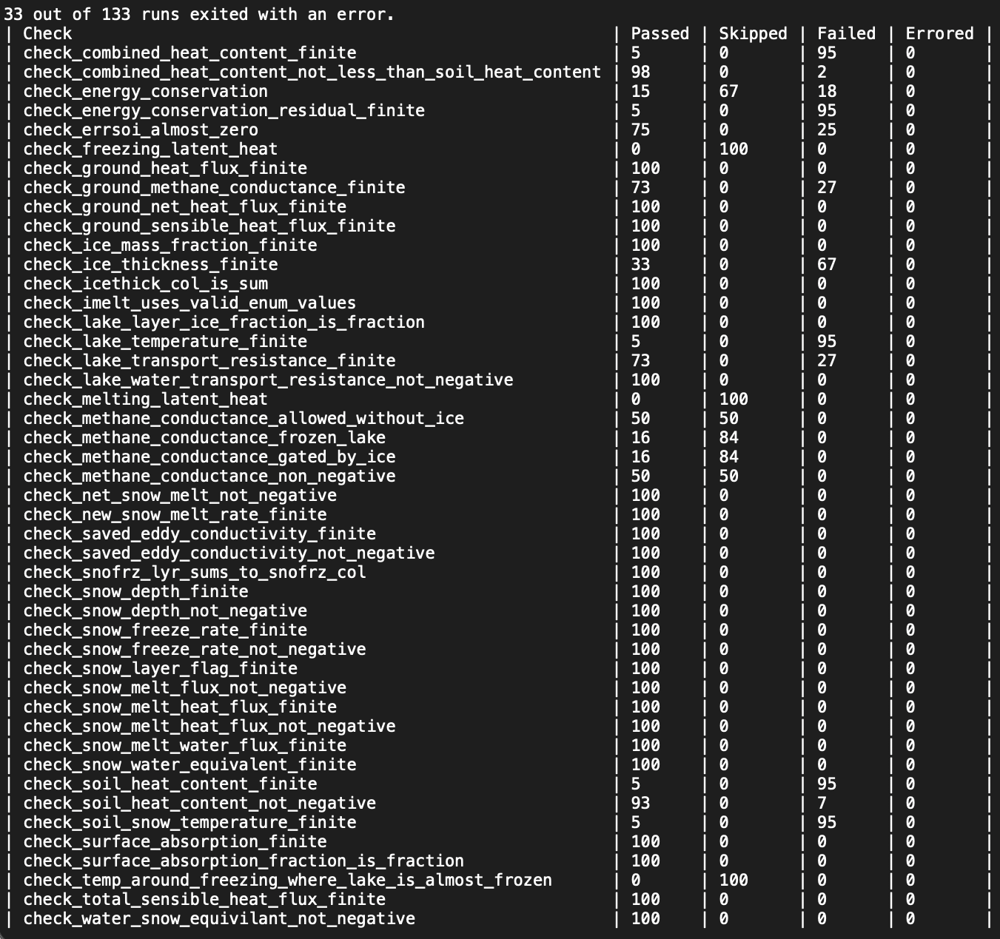 33 out of 133 runs exited with an error.
| Check | Passed | Skipped | Failed | Errored |
| check_combined_heat_content_finite | 5 | 0 | 95 | 0 |
| check_combined_heat_content_not_less_than_soil_heat_content | 98 | 0 | 2 | 0 |
| check_energy_conservation | 15 | 67 | 18 | 0 |
| check_energy_conservation_residual_finite | 5 | 0 | 95 | 0 |
| check_errsoi_almost_zero | 75 | 0 | 25 | 0 |
| check_freezing_latent_heat | 0 | 100 | 0 | 0 |
| check_ground_heat_flux_finite | 100 | 0 | 0 | 0 |
| check_ground_methane_conductance_finite | 73 | 0 | 27 | 0 |
| check_ground_net_heat_flux_finite | 100 | 0 | 0 | 0 |
| check_ground_sensible_heat_flux_finite | 100 | 0 | 0 | 0 |
| check_ice_mass_fraction_finite | 100 | 0 | 0 | 0 |
| check_ice_thickness_finite | 33 | 0 | 67 | 0 |
| check_icethick_col_is_sum | 100 | 0 | 0 | 0 |
| check_imelt_uses_valid_enum_values | 100 | 0 | 0 | 0 |
| check_lake_layer_ice_fraction_is_fraction | 100 | 0 | 0 | 0 |
| check_lake_temperature_finite | 5 | 0 | 95 | 0 |
| check_lake_transport_resistance_finite | 73 | 0 | 27 | 0 |
| check_lake_water_transport_resistance_not_negative | 100 | 0 | 0 | 0 |
| check_melting_latent_heat | 0 | 100 | 0 | 0 |
| check_methane_conductance_allowed_without_ice | 50 | 50 | 0 | 0 |
| check_methane_conductance_frozen_lake | 16 | 84 | 0 | 0 |
| check_methane_conductance_gated_by_ice | 16 | 84 | 0 | 0 |
| check_methane_conductance_non_negative | 50 | 50 | 0 | 0 |
| check_net_snow_melt_not_negative | 100 | 0 | 0 | 0 |
| check_new_snow_melt_rate_finite | 100 | 0 | 0 | 0 |
| check_saved_eddy_conductivity_finite | 100 | 0 | 0 | 0 |
| check_saved_eddy_conductivity_not_negative | 100 | 0 | 0 | 0 |
| check_snofrz_lyr_sums_to_snofrz_col | 100 | 0 | 0 | 0 |
| check_snow_depth_finite | 100 | 0 | 0 | 0 |
| check_snow_depth_not_negative | 100 | 0 | 0 | 0 |
| check_snow_freeze_rate_finite | 100 | 0 | 0 | 0 |
| check_snow_freeze_rate_not_negative | 100 | 0 | 0 | 0 |
| check_snow_layer_flag_finite | 100 | 0 | 0 | 0 |
| check_snow_melt_flux_not_negative | 100 | 0 | 0 | 0 |
| check_snow_melt_heat_flux_finite | 100 | 0 | 0 | 0 |
| check_snow_melt_heat_flux_not_negative | 100 | 0 | 0 | 0 |
| check_snow_melt_water_flux_finite | 100 | 0 | 0 | 0 |
| check_snow_water_equivalent_finite | 100 | 0 | 0 | 0 |
| check_soil_heat_content_finite | 5 | 0 | 95 | 0 |
| check_soil_heat_content_not_negative | 93 | 0 | 7 | 0 |
| check_soil_snow_temperature_finite | 5 | 0 | 95 | 0 |
| check_surface_absorption_finite | 100 | 0 | 0 | 0 |
| check_surface_absorption_fraction_is_fraction | 100 | 0 | 0 | 0 |
| check_temp_around_freezing_where_lake_is_almost_frozen | 0 | 100 | 0 | 0 |
| check_total_sensible_heat_flux_finite | 100 | 0 | 0 | 0 |
| check_water_snow_equivilant_not_negative | 100 | 0 | 0 | 0 |